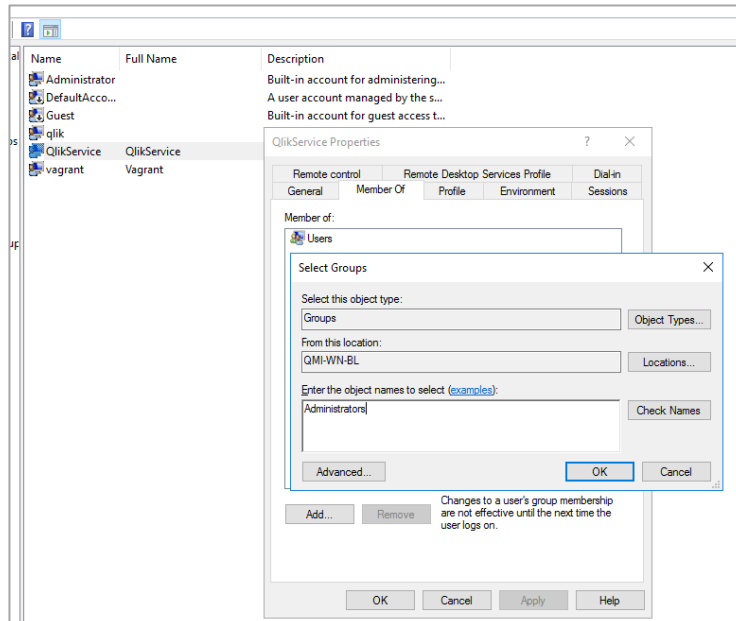 al
Name Full Name Description
Administrator Built-in account for administering...
DefaultAcco... A user account managed by the s...
Guest Built-in account for guest access t...
qlik
ps
QlikService QlikService
vagrant Vagrant
up
QlikService Properties ?
Remote control Remote Desktop Services Profile Dial-in
General Member Of Profile Environment Sessions
Member of:
Users
Select Groups
Select this object type:
Groups Object Types...
From this location:
QMI-WN-BL Locations...
Enter the object names to select (examples):
Administrators Check Names
Advanced... OK Cancel
Add... Remove
Changes to a user's group membership
are not effective until the next time the
user logs on.
OK Cancel Apply Help